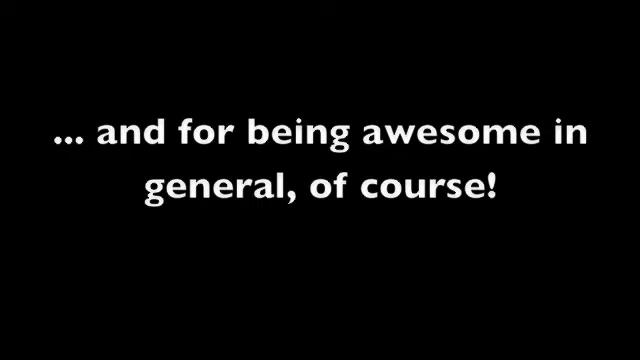 ... and for being awesome in
general, of course!